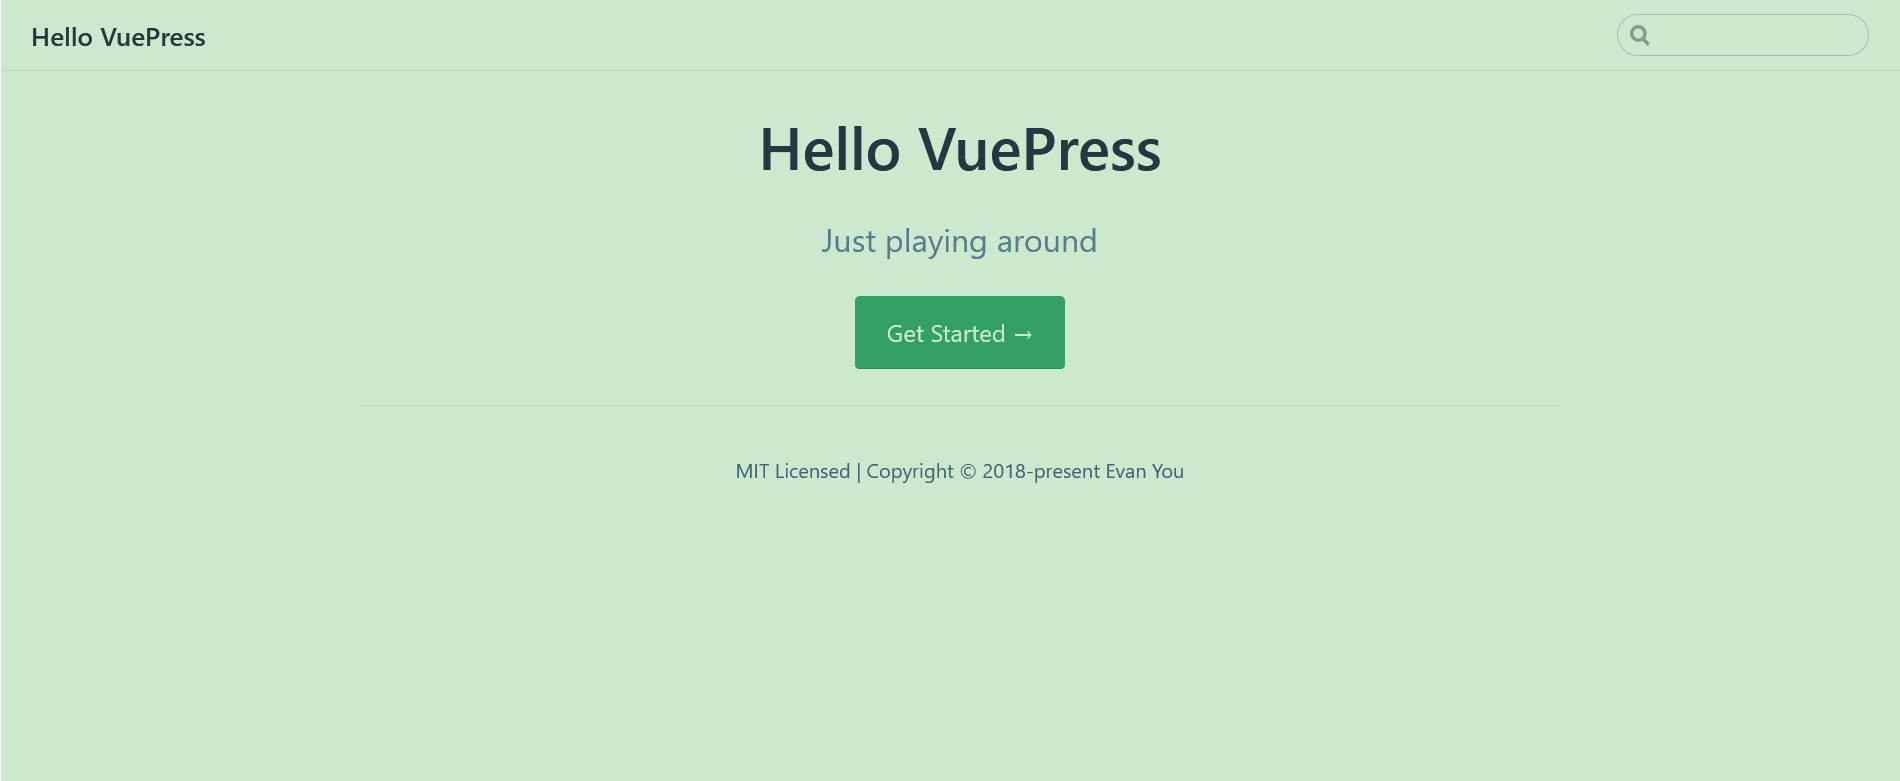 Hello VuePress
Hello VuePress
Just playing around
Get Started →
MIT Licensed | Copyright © 2018-present Evan You